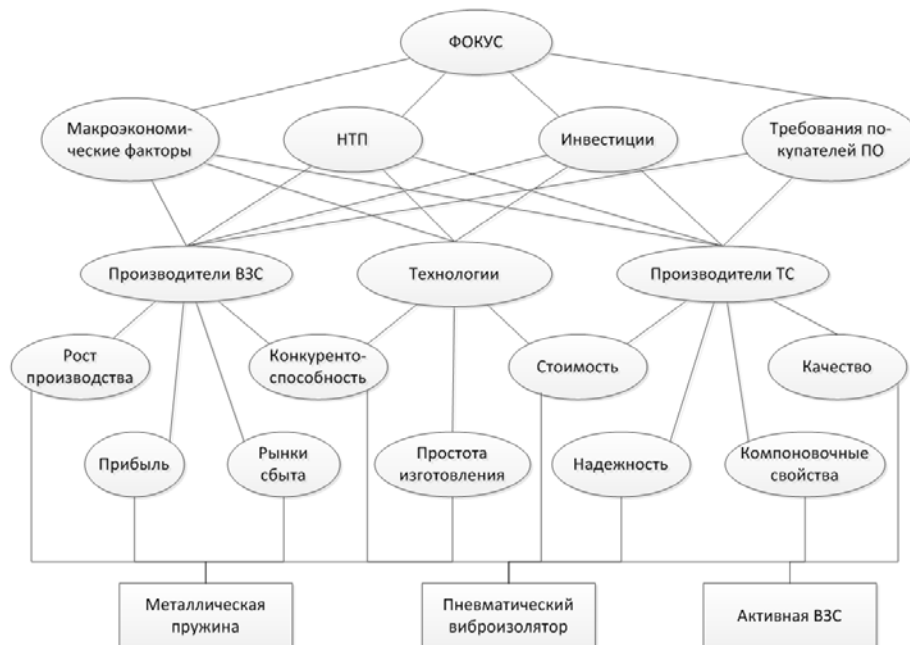 ФОКУС
Макроэкономи-
ческие факторы
НТП
Инвестиции
Требования по-
купателей ПО
Производители ВЗС
Технологии
Производители ТС
Рост
производства
Конкуренто-
способность
Стоимость
Качество
Прибыль
Рынки
сбыта
Простота
изготовления
Надежность
Компоновочные
свойства
Металлическая
пружина
Пневматический
виброизолятор
Активная ВЗС